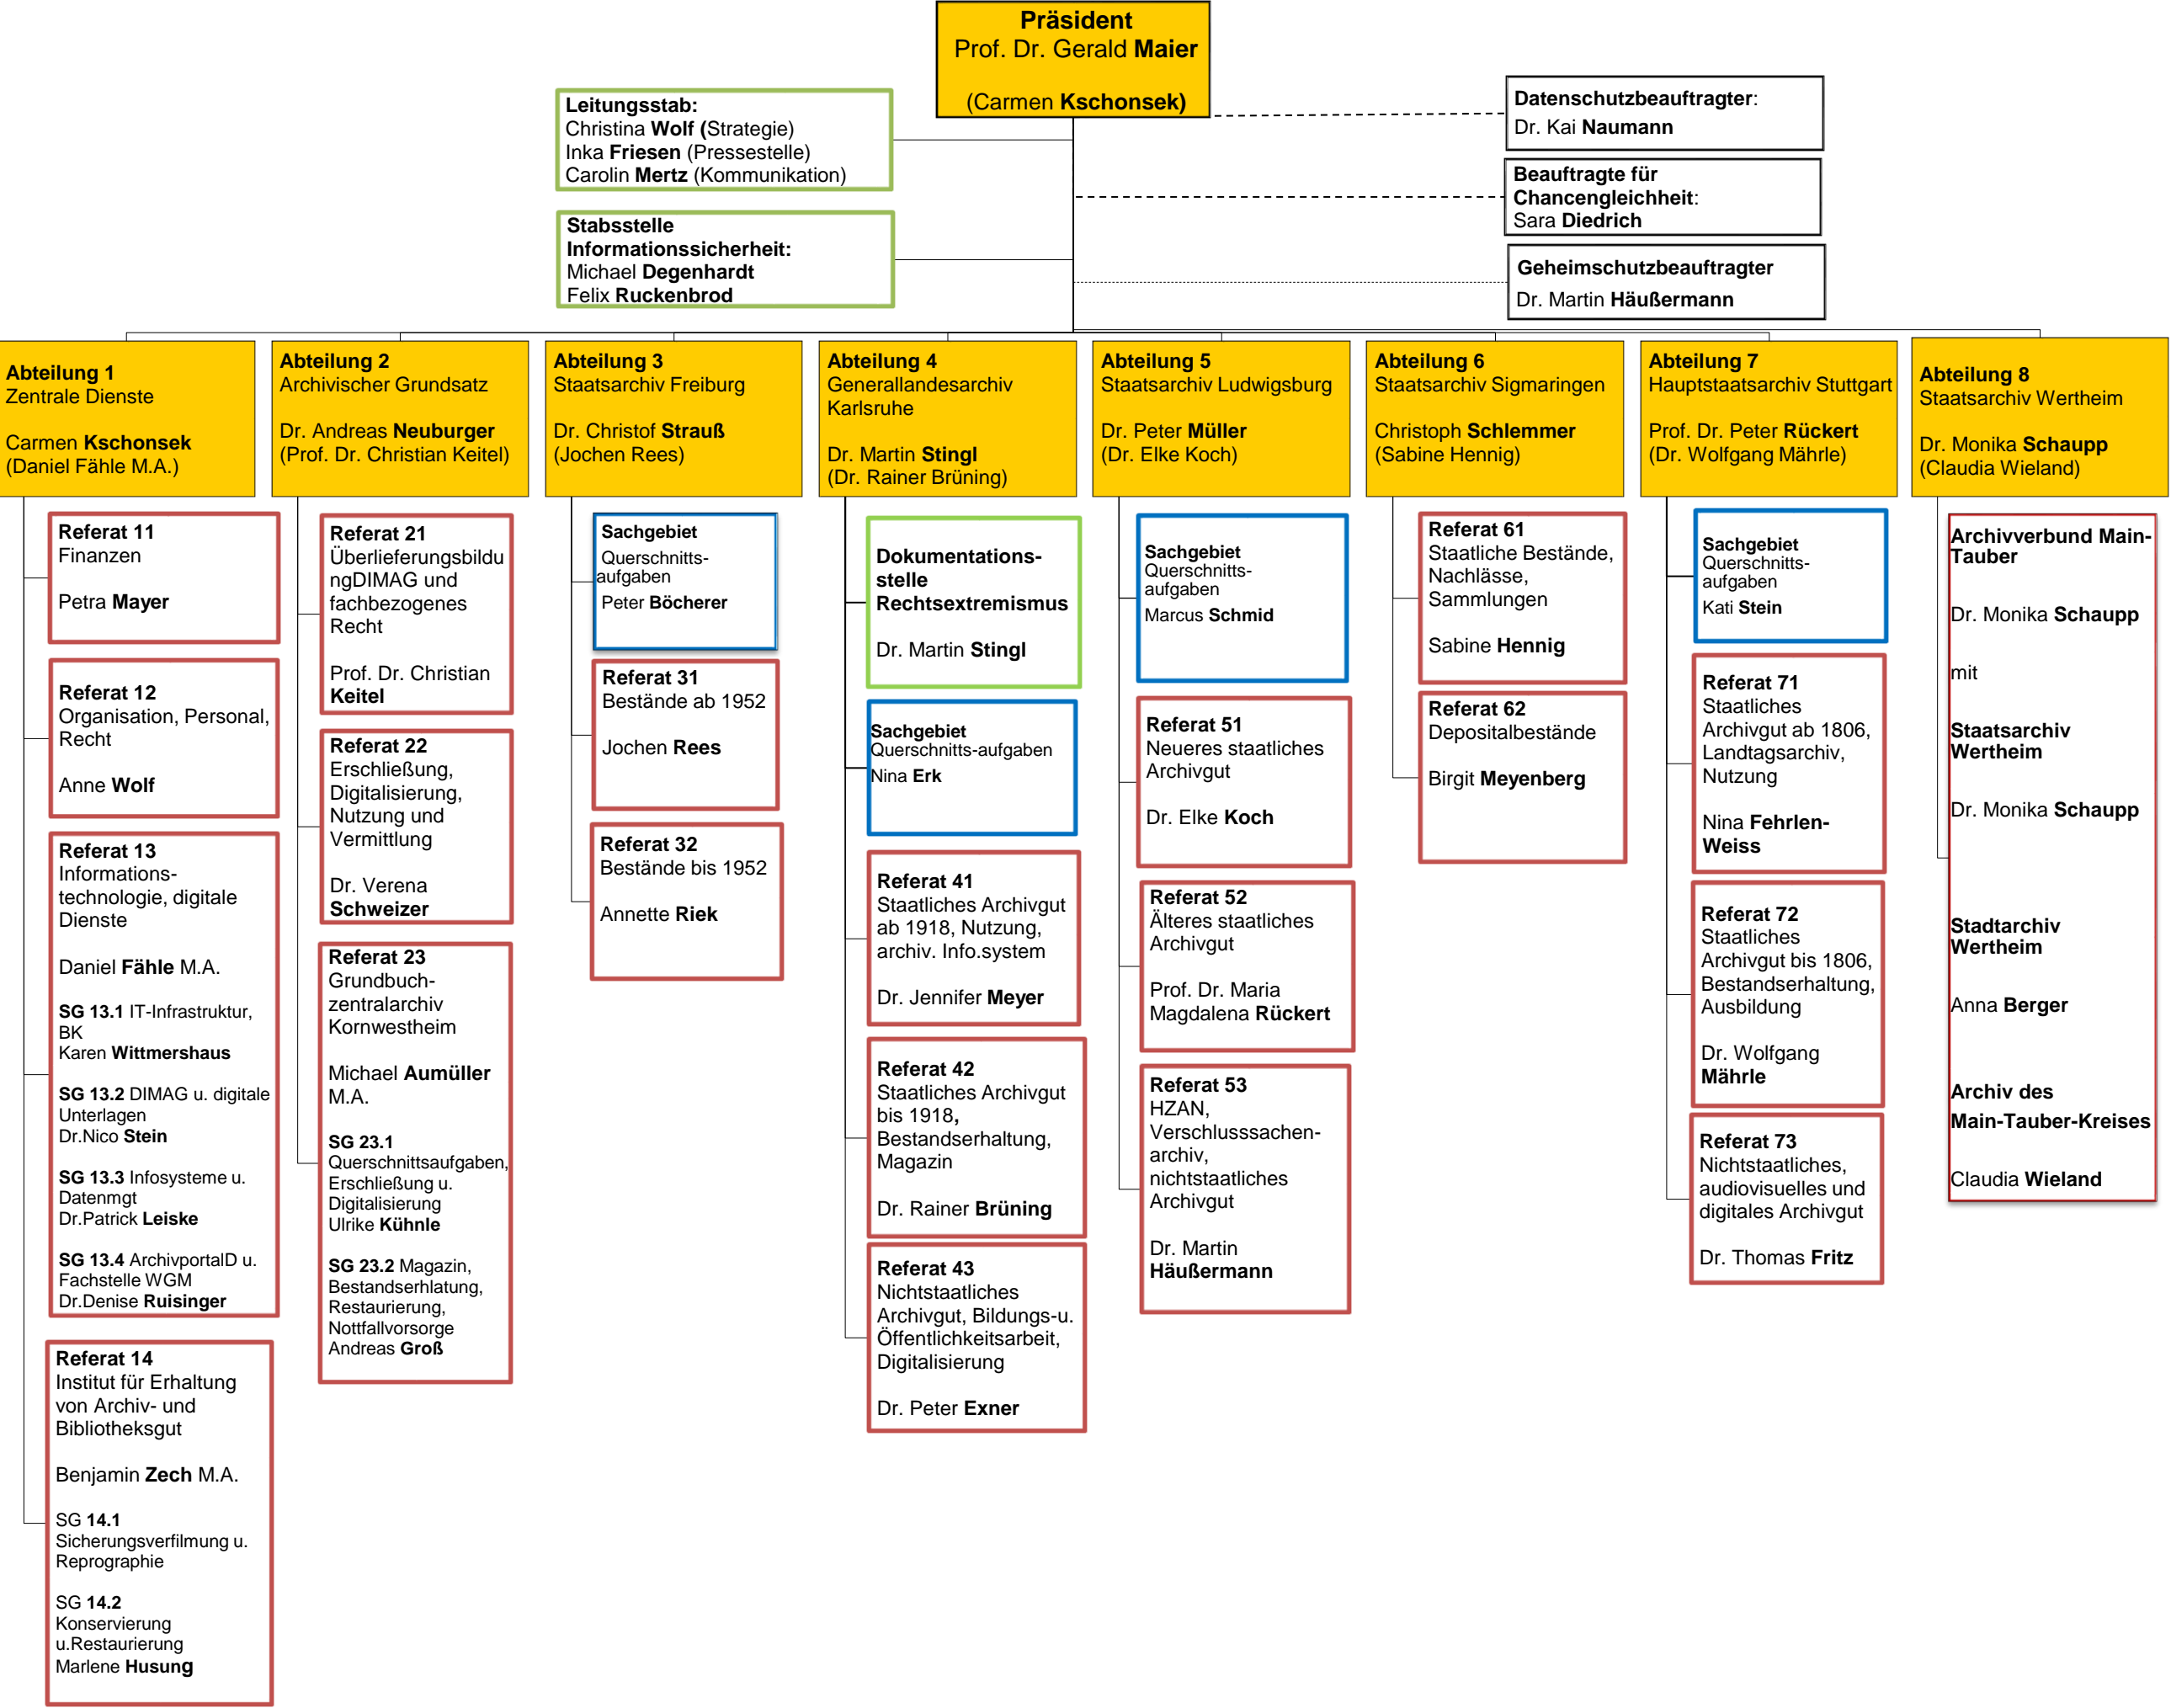 Präsident
Prof. Dr. Gerald Maier
(Carmen Kschonsek)
Leitungsstab:
Christina Wolf (Strategie)
Inka Friesen (Pressestelle)
Carolin Mertz (Kommunikation)
Stabsstelle
Informationssicherheit:
Michael Degenhardt
Felix Ruckenbrod
Datenschutzbeauftragter:
Dr. Kai Naumann
Beauftragte für
Chancengleichheit:
Sara Diedrich
Geheimschutzbeauftragter
Dr. Martin Häußermann
Abteilung 1
Zentrale Dienste
Carmen Kschonsek
(Daniel Fähle M.A.)
Abteilung 2
Archivischer Grundsatz
Dr. Andreas Neuburger
(Prof. Dr. Christian Keitel)
Abteilung 3
Staatsarchiv Freiburg
Dr. Christof Strauß
(Jochen Rees)
Abteilung 4
Generallandesarchiv
Karlsruhe
Dr. Martin Stingl
(Dr. Rainer Brüning)
Abteilung 5
Staatsarchiv Ludwigsburg
Dr. Peter Müller
(Dr. Elke Koch)
Abteilung 6
Staatsarchiv Sigmaringen
Christoph Schlemmer
(Sabine Hennig)
Abteilung 7
Hauptstaatsarchiv Stuttgart
Prof. Dr. Peter Rückert
(Dr. Wolfgang Mährle)
Abteilung 8
Staatsarchiv Wertheim
Dr. Monika Schaupp
(Claudia Wieland)
Referat 11
Finanzen
Petra Mayer
Referat 12
Organisation, Personal,
Recht
Anne Wolf
Referat 13
Informations-
technologie, digitale
Dienste
Daniel Fähle M.A.
SG 13.1 IT-Infrastruktur,
BK
Karen Wittmershaus
SG 13.2 DIMAG u. digitale
Unterlagen
Dr.Nico Stein
SG 13.3 Infosysteme u.
Datenmgt
Dr.Patrick Leiske
SG 13.4 ArchivportalD u.
Fachstelle WGM
Dr.Denise Ruisinger
Referat 14
Institut für Erhaltung
von Archiv- und
Bibliotheksgut
Benjamin Zech M.A.
SG 14.1
Sicherungsverfilmung u.
Reprographie
SG 14.2
Konservierung
u.Restaurierung
Marlene Husung
Referat 21
Überlieferungsbildu
ngDIMAG und
fachbezogenes
Recht
Prof. Dr. Christian
Keitel
Referat 22
Erschließung,
Digitalisierung,
Nutzung und
Vermittlung
Dr. Verena
Schweizer
Referat 23
Grundbuch-
zentralarchiv
Kornwestheim
Michael Aumüller
M.A.
SG 23.1
Querschnittsaufgaben,
Erschließung u.
Digitalisierung
Ulrike Kühnle
SG 23.2 Magazin,
Bestandserhlatung,
Restaurierung,
Nottfallvorsorge
Andreas Groß
Sachgebiet
Querschnitts-
aufgaben
Peter Böcherer
Referat 31
Bestände ab 1952
Jochen Rees
Referat 32
Bestände bis 1952
Annette Riek
Dokumentations-
stelle
Rechtsextremismus
Dr. Martin Stingl
Sachgebiet
Querschnitts-aufgaben
Nina Erk
Referat 41
Staatliches Archivgut
ab 1918, Nutzung,
archiv. Info.system
Dr. Jennifer Meyer
Referat 42
Staatliches Archivgut
bis 1918,
Bestandserhaltung,
Magazin
Dr. Rainer Brüning
Referat 43
Nichtstaatliches
Archivgut, Bildungs-u.
Öffentlichkeitsarbeit,
Digitalisierung
Dr. Peter Exner
Sachgebiet
Querschnitts-
aufgaben
Marcus Schmid
Referat 51
Neueres staatliches
Archivgut
Dr. Elke Koch
Referat 52
Älteres staatliches
Archivgut
Prof. Dr. Maria
Magdalena Rückert
Referat 53
HZAN,
Verschlusssachen-
archiv,
nichtstaatliches
Archivgut
Dr. Martin
Häußermann
Referat 61
Staatliche Bestände,
Nachlässe,
Sammlungen
Sabine Hennig
Referat 62
Depositalbestände
Birgit Meyenberg
Sachgebiet
Querschnitts-
aufgaben
Kati Stein
Referat 71
Staatliches
Archivgut ab 1806,
Landtagsarchiv,
Nutzung
Nina Fehrlen-
Weiss
Referat 72
Staatliches
Archivgut bis 1806,
Bestandserhaltung,
Ausbildung
Dr. Wolfgang
Mährle
Referat 73
Nichtstaatliches,
audiovisuelles und
digitales Archivgut
Dr. Thomas Fritz
Archivverbund Main-
Tauber
Dr. Monika Schaupp
mit
Staatsarchiv
Wertheim
Dr. Monika Schaupp
Stadtarchiv
Wertheim
Anna Berger
Archiv des
Main-Tauber-Kreises
Claudia Wieland